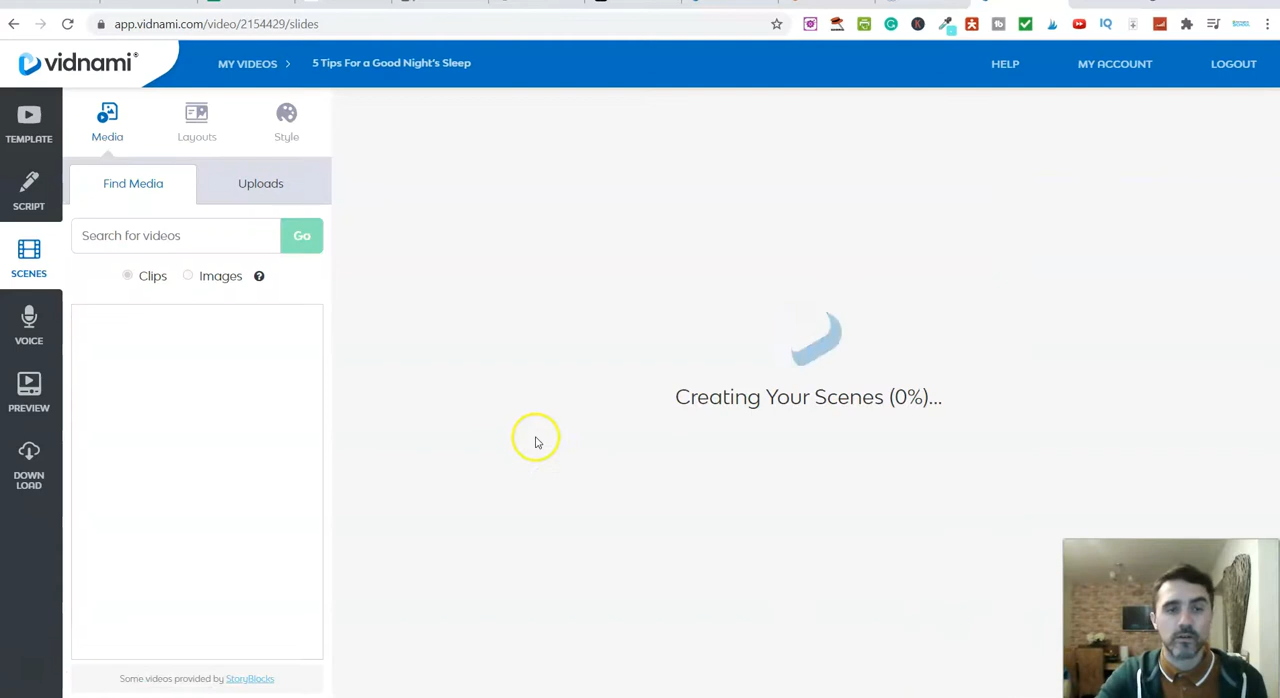 app.vidnami.com/video/2154429/slides
vidnami®
MY VIDEOS
5 Tips For a Good Night's Sleep
HELP
MY ACCOUNT
LOGOUT
TEMPLATE
SCRIPT
SCENES
VOICE
PREVIEW
DOWN
LOAD
Media
Layouts
Style
Find Media
Uploads
Search for videos
Go
Clips
Images
?
Creating Your Scenes (0%)...
Some videos provided by StoryBlocks